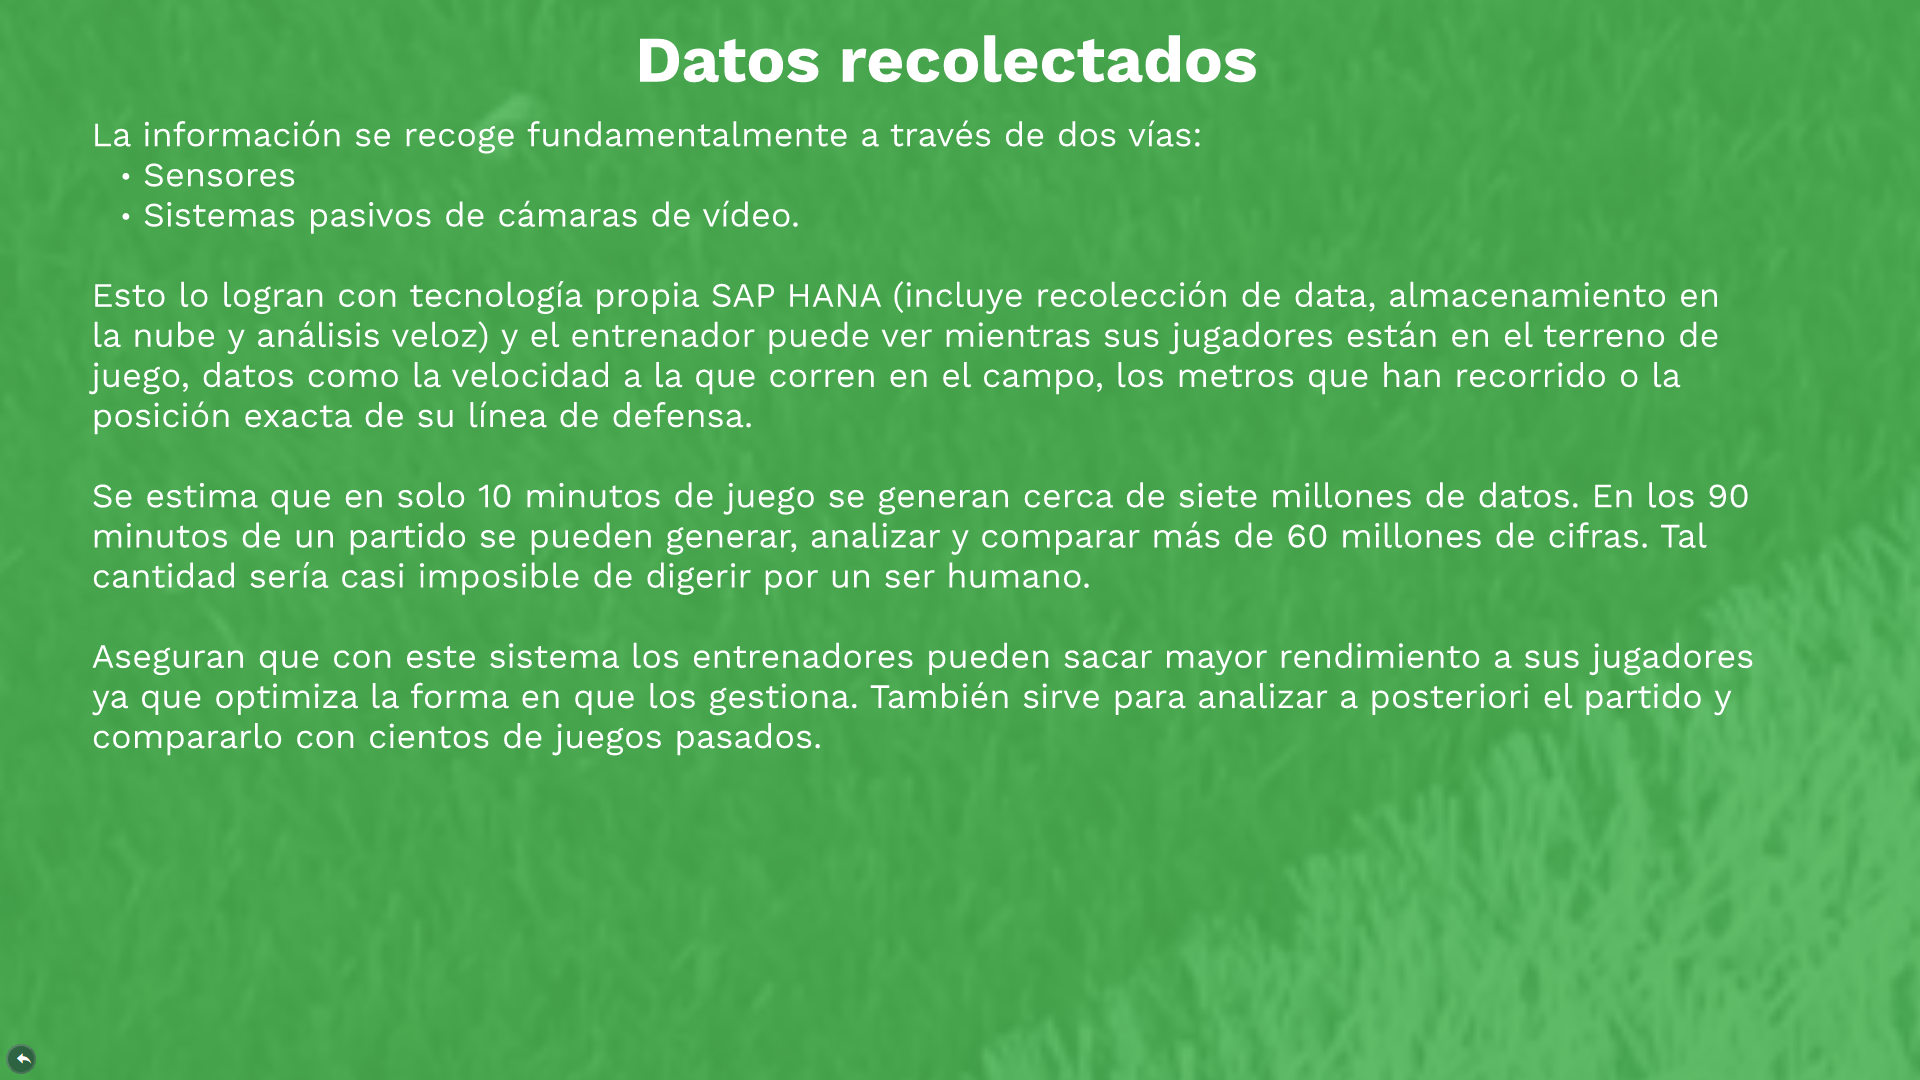 Datos recolectados
La información se recoge fundamentalmente a través de dos vías:
• Sensores
• Sistemas pasivos de cámaras de vídeo.
Esto lo logran con tecnología propia SAP HANA (incluye recolección de data, almacenamiento en
la nube y análisis veloz) y el entrenador puede ver mientras sus jugadores están en el terreno de
juego, datos como la velocidad a la que corren en el campo, los metros que han recorrido o la
posición exacta de su línea de defensa.
Se estima que en solo 10 minutos de juego se generan cerca de siete millones de datos. En los 90
minutos de un partido se pueden generar, analizar y comparar más de 60 millones de cifras. Tal
cantidad sería casi imposible de digerir por un ser humano.
Aseguran que con este sistema los entrenadores pueden sacar mayor rendimiento a sus jugadores
ya que optimiza la forma en que los gestiona. También sirve para analizar a posteriori el partido y
compararlo con cientos de juegos pasados.